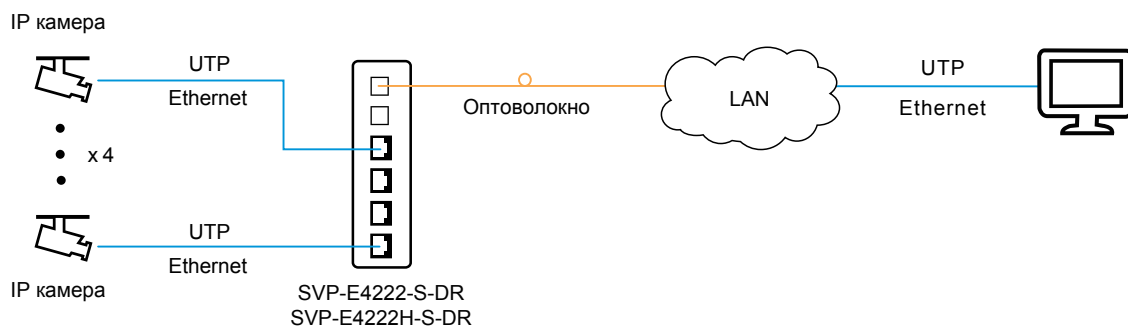 IP камера
UTP
Ethernet
x 4
UTP
Ethernet
IP камера
SVP-E4222-S-DR
SVP-E4222H-S-DR
Оптоволокно
LAN
UTP
Ethernet